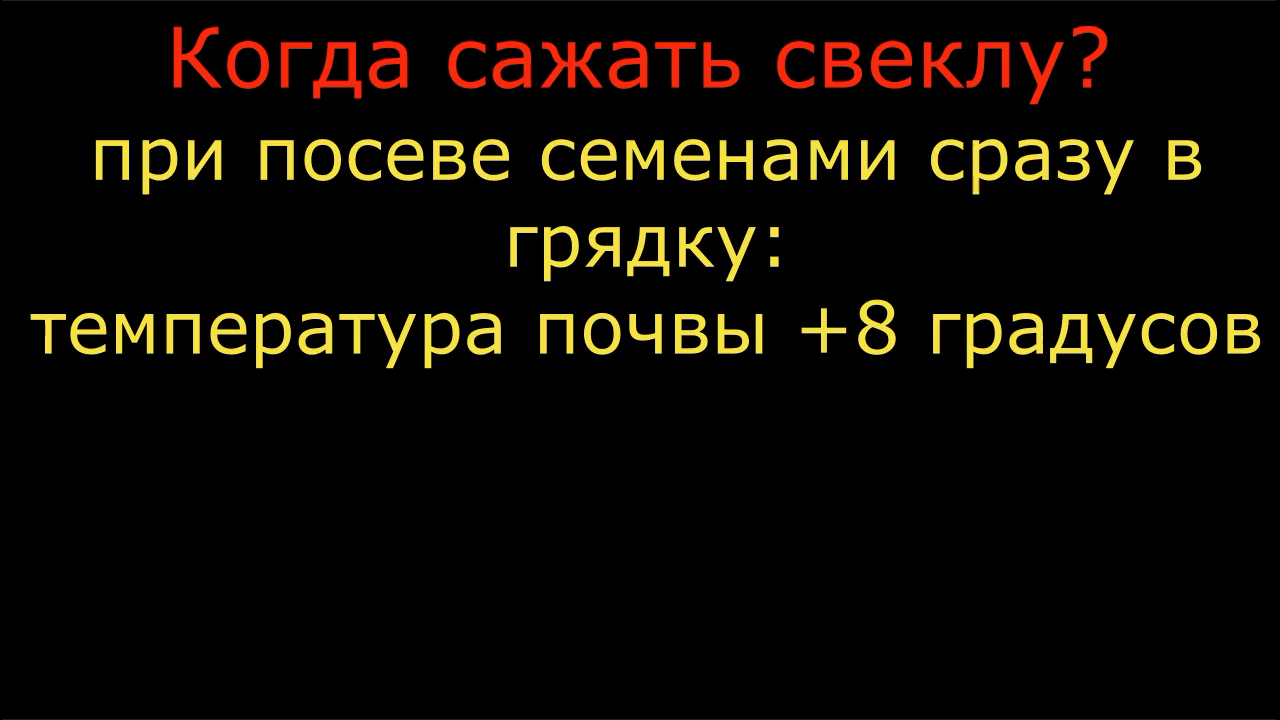 Когда сажать свеклу?
при посеве семенами сразу в
грядку:
температура почвы +8 градусов